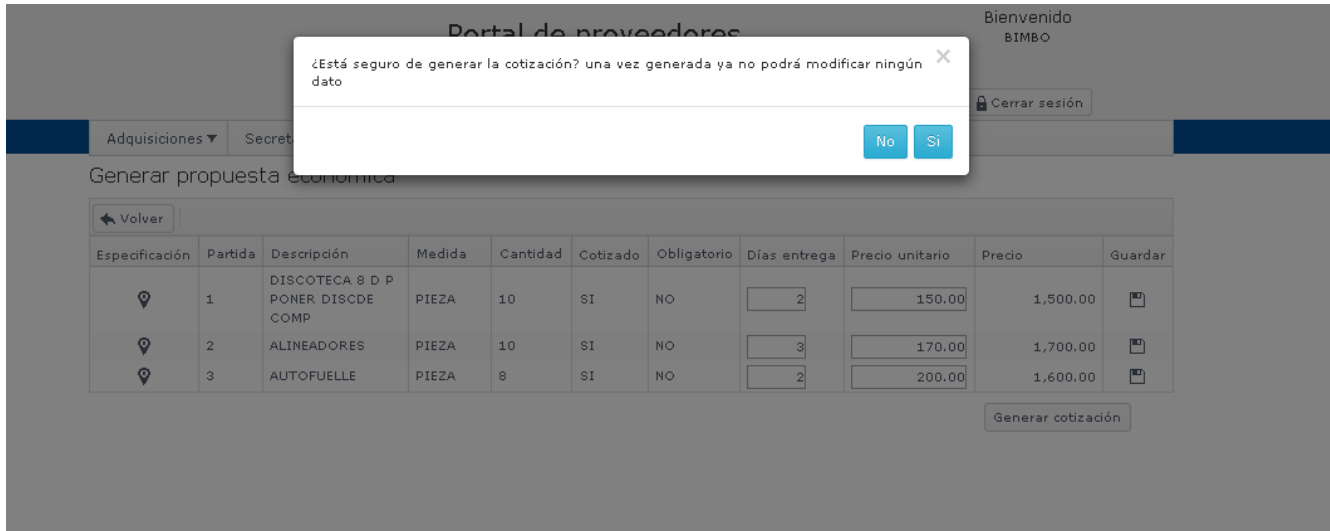 Portal de proveedores
Bienvenido
BIMBO
¿Está seguro de generar la cotización? una vez generada ya no podrá modificar ningún
dato
×
No Si
Cerrar sesión
Adquisiciones▼ Secret
Generar propuesta económica
Volver
Especificación Partida Descripción Medida Cantidad Cotizado Obligatorio Días entrega Precio unitario Precio Guardar
1 DISCOTECA 8 D P PONER DISCDE COMP PIEZA 10 SI NO 2 150.00 1,500.00
2 ALINEADORES PIEZA 10 SI NO 3 170.00 1,700.00
3 AUTOFUELLE PIEZA 8 SI NO 2 200.00 1,600.00
Generar cotización